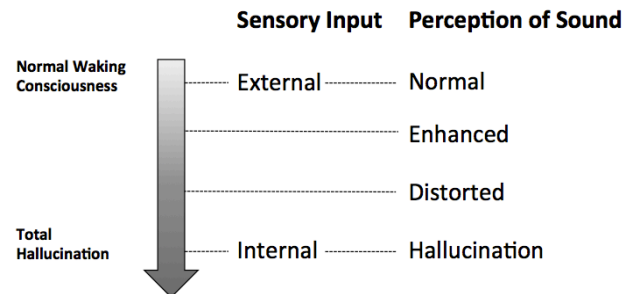 Sensory Input Perception of Sound
Normal Waking
Consciousness
External Normal
Enhanced
Distorted
Total
Hallucination
Internal Hallucination